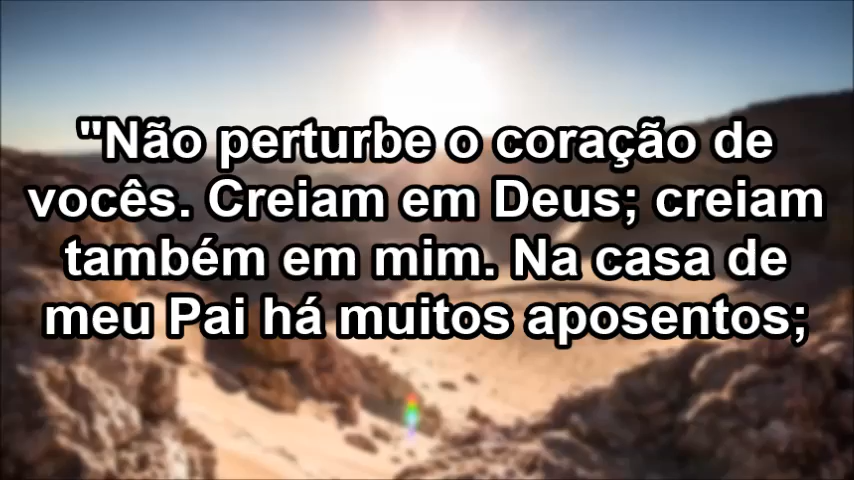 "Não perturbe o coração de
vocês. Creiam em Deus; creiam
também em mim. Na casa de
meu Pai há muitos aposentos;